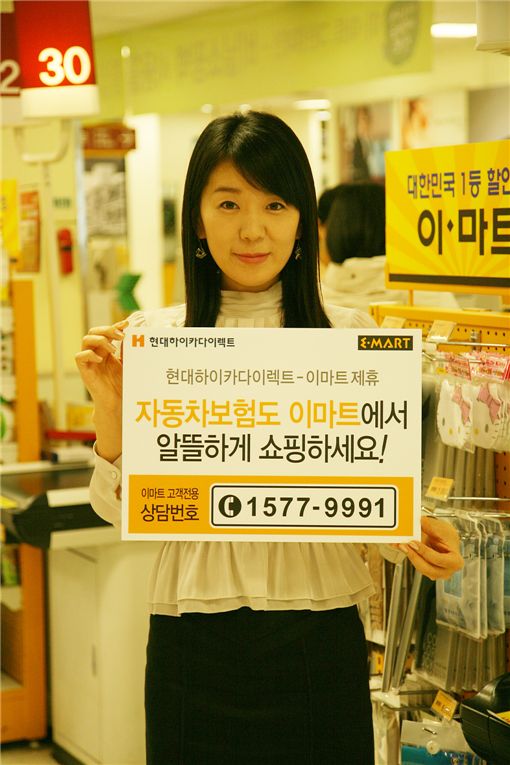 2
30
대한민국 1등 할인
이·마트
현대하이카다이렉트
E·MART
현대하이카다이렉트-이마트 제휴
자동차보험도 이마트에서
알뜰하게 쇼핑하세요!
이마트 고객전용
상담번호
1577-9991